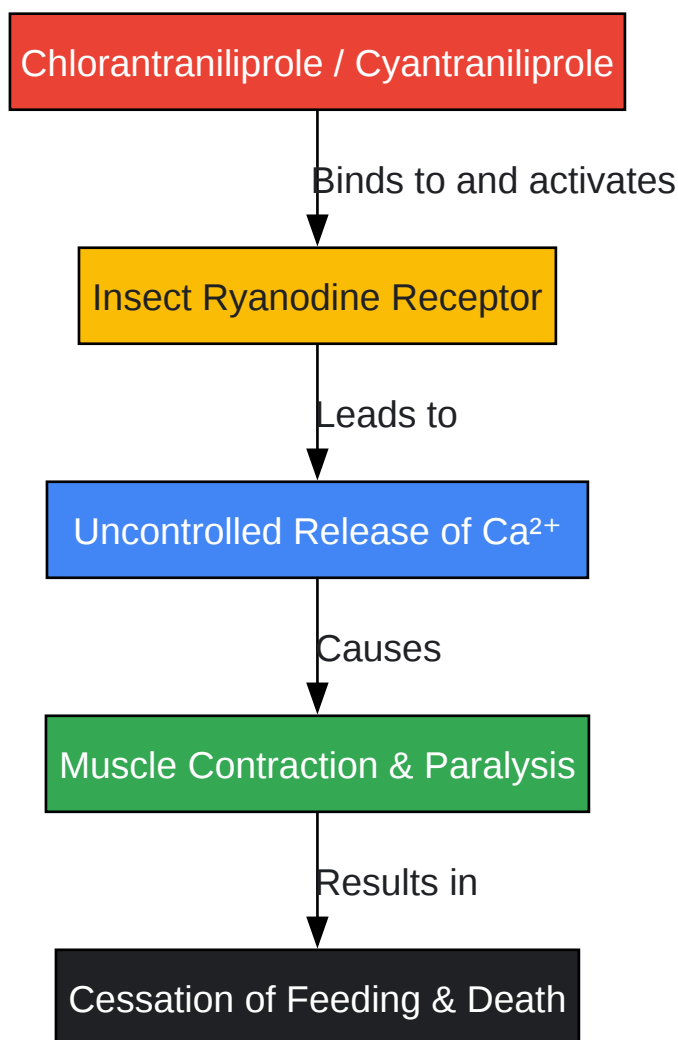 Chlorantraniliprole / Cyantraniliprole
Binds to and activates
Insect Ryanodine Receptor
Leads to
Uncontrolled Release of Ca²⁺
Causes
Muscle Contraction & Paralysis
Results in
Cessation of Feeding & Death